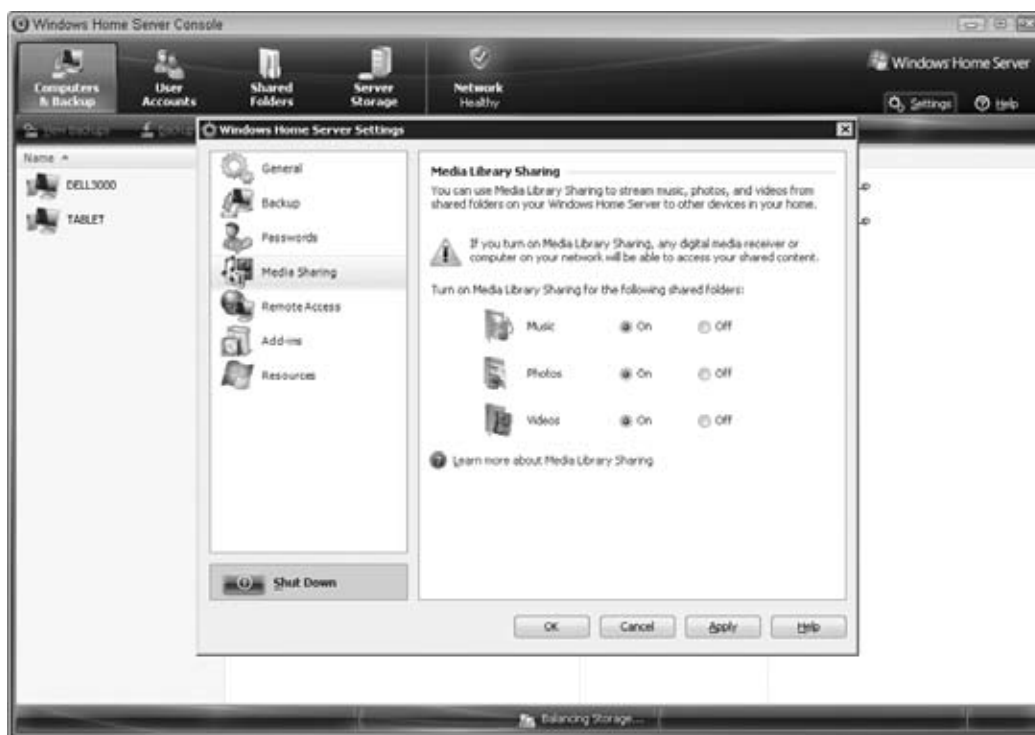 Windows Home Server Console
Computers & Backup
User Accounts
Shared Folders
Server Storage
Network Healthy
Windows Home Server
Settings
Help
View Backups
Windows Home Server Settings
Name
DELL3000
TABLET
General
Backup
Passwords
Media Sharing
Remote Access
Add-ins
Resources
Shut Down
Media Library Sharing
You can use Media Library Sharing to stream music, photos, and videos from
shared folders on your Windows Home Server to other devices in your home.
If you turn on Media Library Sharing, any digital media receiver or
computer on your network will be able to access your shared content.
Turn on Media Library Sharing for the following shared folders:
Music On Off
Photos On Off
Videos On Off
Learn more about Media Library Sharing
OK Cancel Apply Help
Balancing Storage...